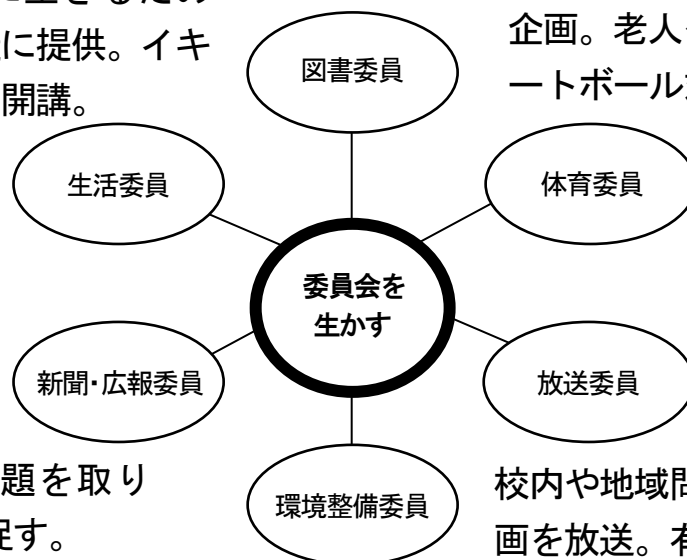 に提供。イキ
開講。
企画。老人
ートボール
図書委員
生活委員
体育委員
委員会を
生かす
新聞・広報委員
放送委員
環境整備委員
題を取り
促す。
校内や地域
画を放送。